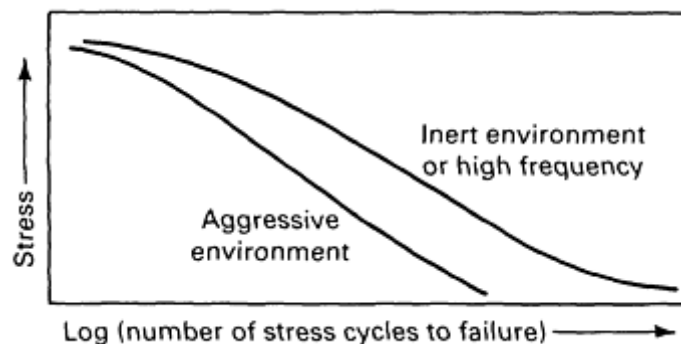 Stress
Inert environment
or high frequency
Aggressive
environment
Log (number of stress cycles to failure)